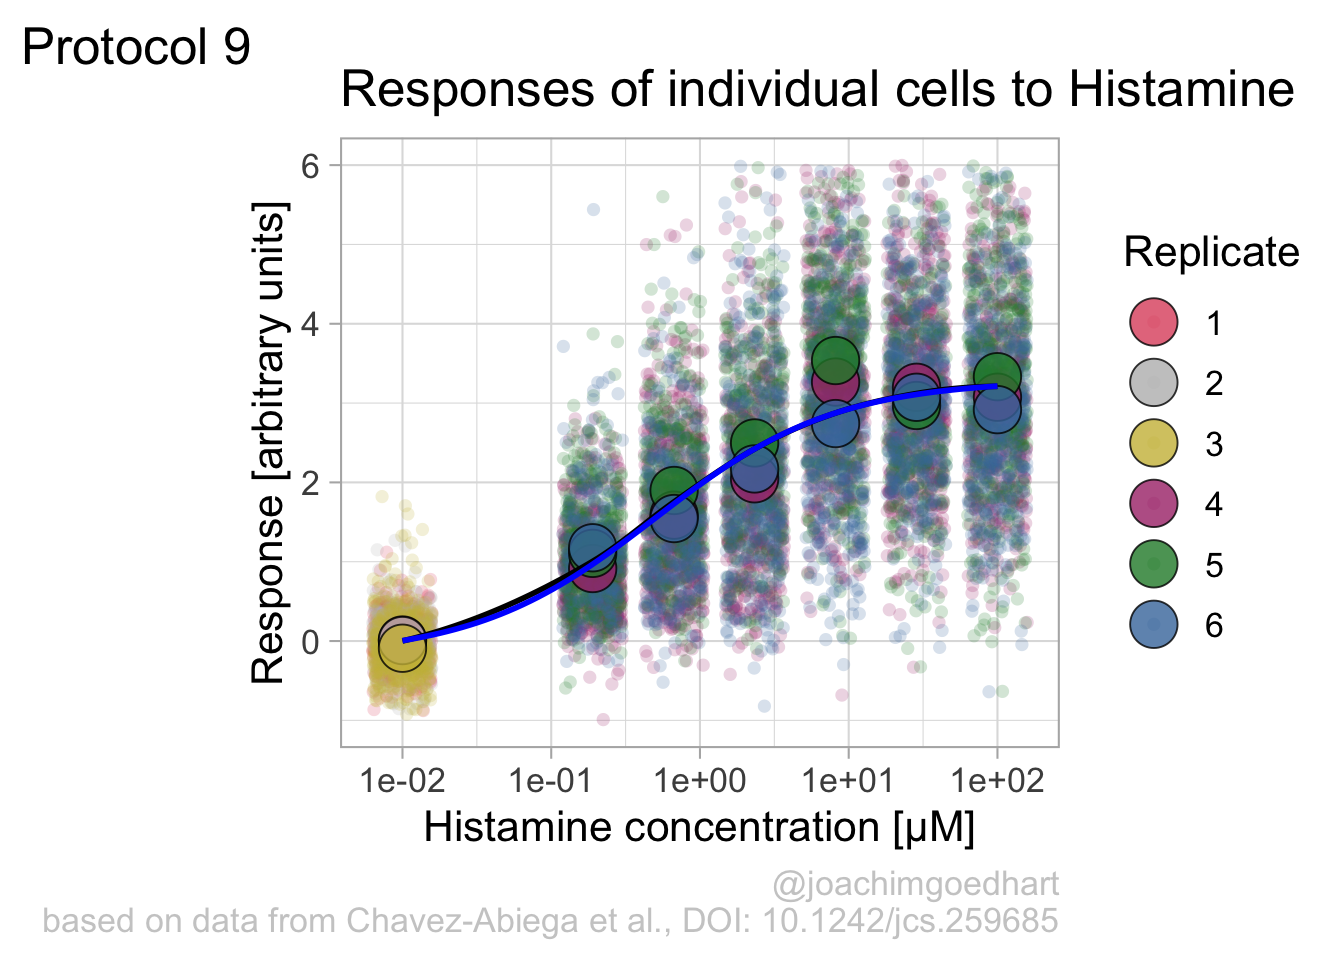 Protocol 9
Responses of individual cells to Histamine
Response [arbitrary units]
6
4
2
0
1e-02 1e-01 1e+00 1e+01 1e+02
Histamine concentration [µM]
Replicate
1
2
3
4
5
6
@joachimgoedhart
based on data from Chavez-Abiega et al., DOI: 10.1242/jcs.259685